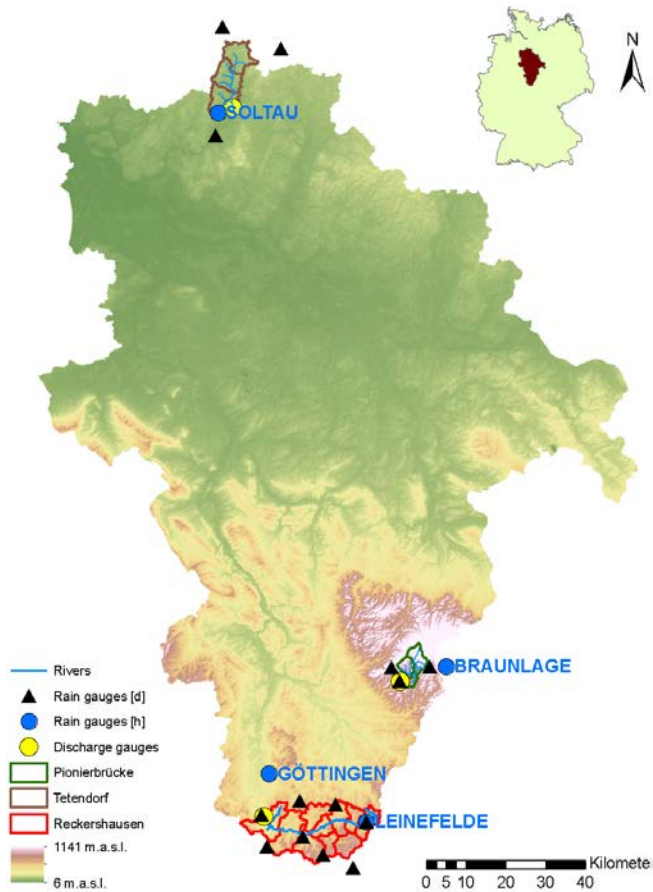 N
SOLTAU
BRAUNLAGE
GÖTTINGEN
LEINEFELDE
Rivers
Rain gauges [d]
Rain gauges [h]
Discharge gauges
Pionierbrücke
Tetendorf
Reckershausen
1141 m.a.s.l.
6 m.a.s.l.
Kilomete
0 5 10 20 30 40